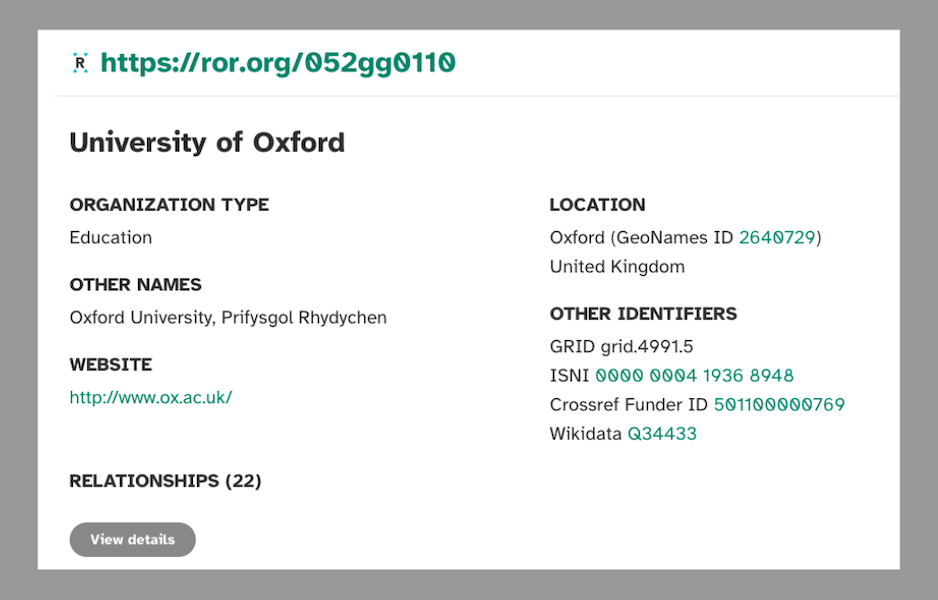 R https://ror.org/052gg0110
University of Oxford
ORGANIZATION TYPE
Education
OTHER NAMES
Oxford University, Prifysgol Rhydychen
WEBSITE
http://www.ox.ac.uk/
LOCATION
Oxford (GeoNames ID 2640729)
United Kingdom
OTHER IDENTIFIERS
GRID grid.4991.5
ISNI 0000 0004 1936 8948
Crossref Funder ID 501100000769
Wikidata Q34433
RELATIONSHIPS (22)
View details